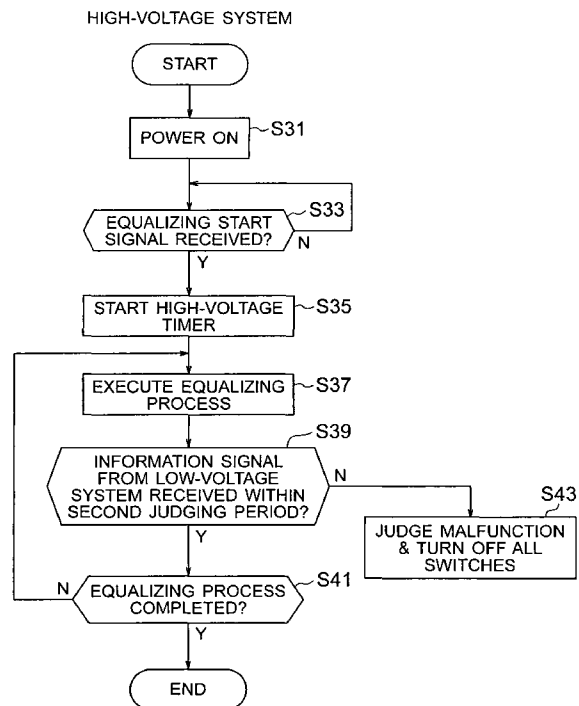 HIGH-VOLTAGE SYSTEM
START
POWER ON
S31
EQUALIZING START
SIGNAL RECEIVED?
S33
N
Y
START HIGH-VOLTAGE
TIMER
S35
EXECUTE EQUALIZING
PROCESS
S37
INFORMATION SIGNAL
FROM LOW-VOLTAGE
SYSTEM RECEIVED WITHIN
SECOND JUDGING PERIOD?
S39
N
Y
JUDGE MALFUNCTION
& TURN OFF ALL
SWITCHES
S43
N
EQUALIZING PROCESS
COMPLETED?
S41
Y
END